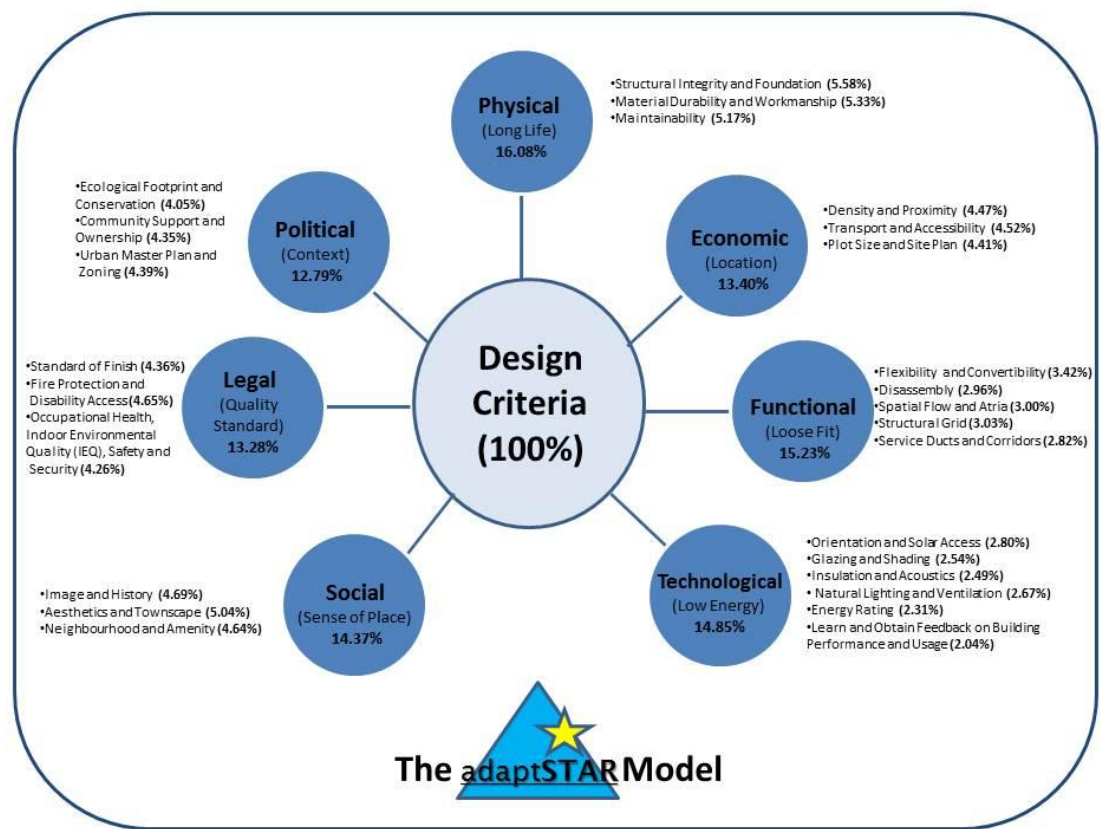 Physical
(Long Life)
16.08%
•Structural Integrity and Foundation (5.58%)
•Material Durability and Workmanship (5.33%)
•Maintainability (5.17%)
•Ecological Footprint and
Conservation (4.05%)
•Community Support and
Ownership (4.35%)
•Urban Master Plan and
Zoning (4.39%)
Political
(Context)
12.79%
Economic
(Location)
13.40%
•Density and Proximity (4.47%)
•Transport and Accessibility (4.52%)
•Plot Size and Site Plan (4.41%)
•Standard of Finish (4.36%)
•Fire Protection and
Disability Access(4.65%)
•Occupational Health,
Indoor Environmental
Quality (IEQ), Safety and
Security (4.26%)
Legal
(Quality
Standard)
13.28%
Design
Criteria
(100%)
Functional
(Loose Fit)
15.23%
•Flexibility and Convertibility (3.42%)
•Disassembly (2.96%)
•Spatial Flow and Atria (3.00%)
•Structural Grid (3.03%)
•Service Ducts and Corridors (2.82%)
•Image and History (4.69%)
•Aesthetics and Townscape (5.04%)
•Neighbourhood and Amenity (4.64%)
Social
(Sense of Place)
14.37%
Technological
(Low Energy)
14.85%
•Orientation and Solar Access (2.80%)
•Glazing and Shading (2.54%)
•Insulation and Acoustics (2.49%)
•Natural Lighting and Ventilation (2.67%)
•Energy Rating (2.31%)
•Learn and Obtain Feedback on Building
Performance and Usage (2.04%)
The adaptSTAR Model